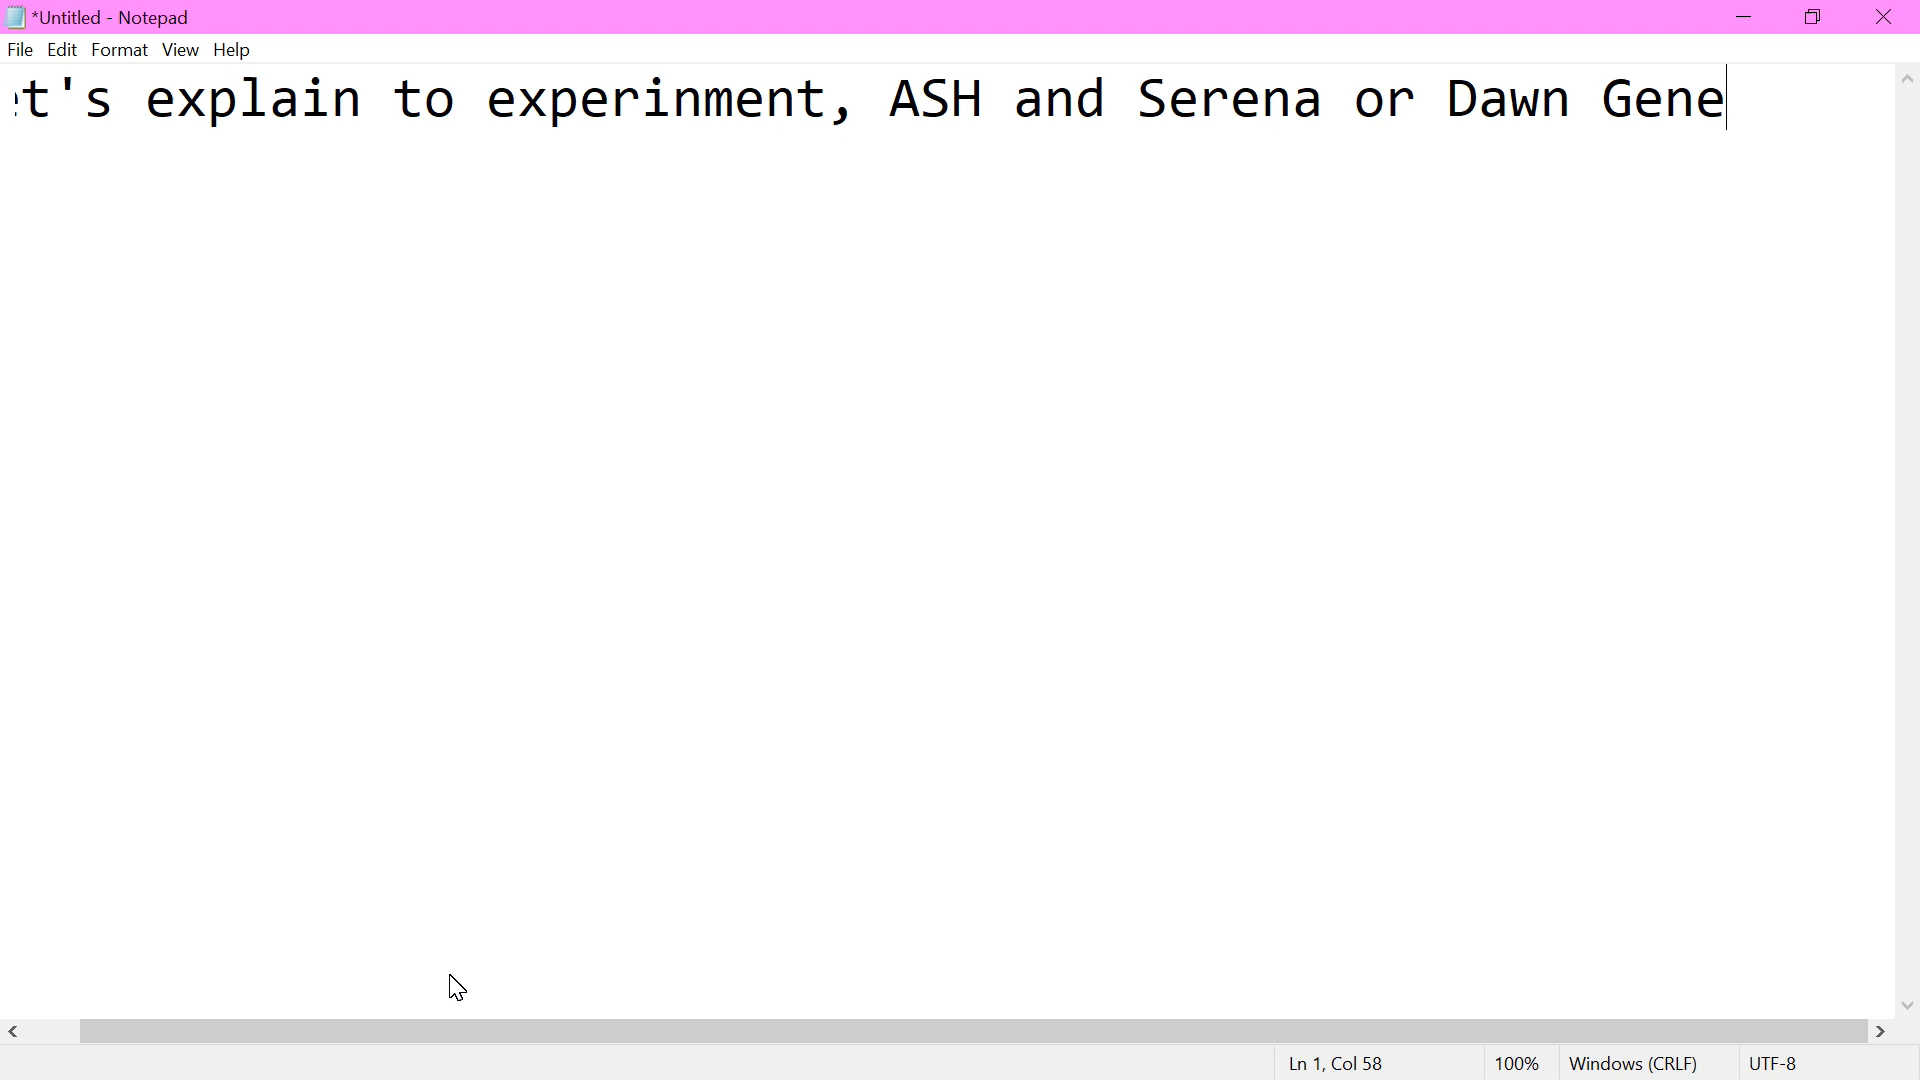 *Untitled - Notepad
File Edit Format View Help
t's explain to experinment, ASH and Serena or Dawn Gene
Ln 1, Col 58 100% Windows (CRLF) UTF-8